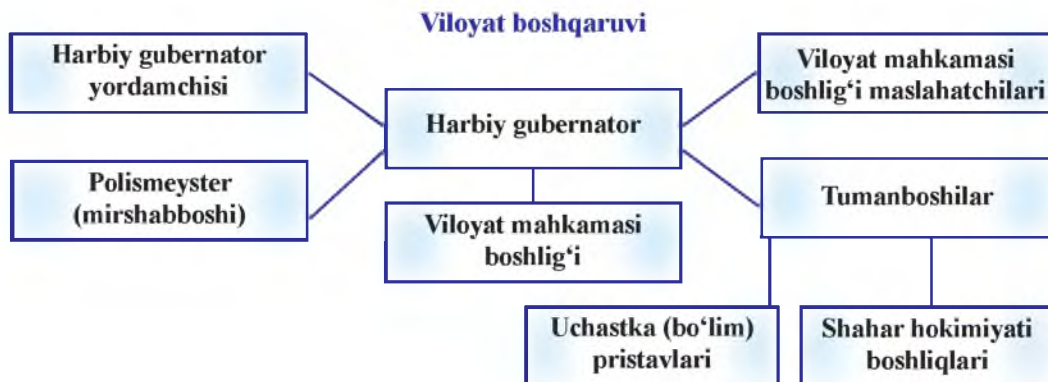 Viloyat boshqaruvi
Harbiy gubernator
yordamchisi
Viloyat mahkamasi
boshlig‘i maslahatchilari
Harbiy gubernator
Polismeyster
(mirshabboshi)
Tumanboshilar
Viloyat mahkamasi
boshlig‘i
Uchastka (bo‘lim)
pristavlari
Shahar hokimiyati
boshliqlari